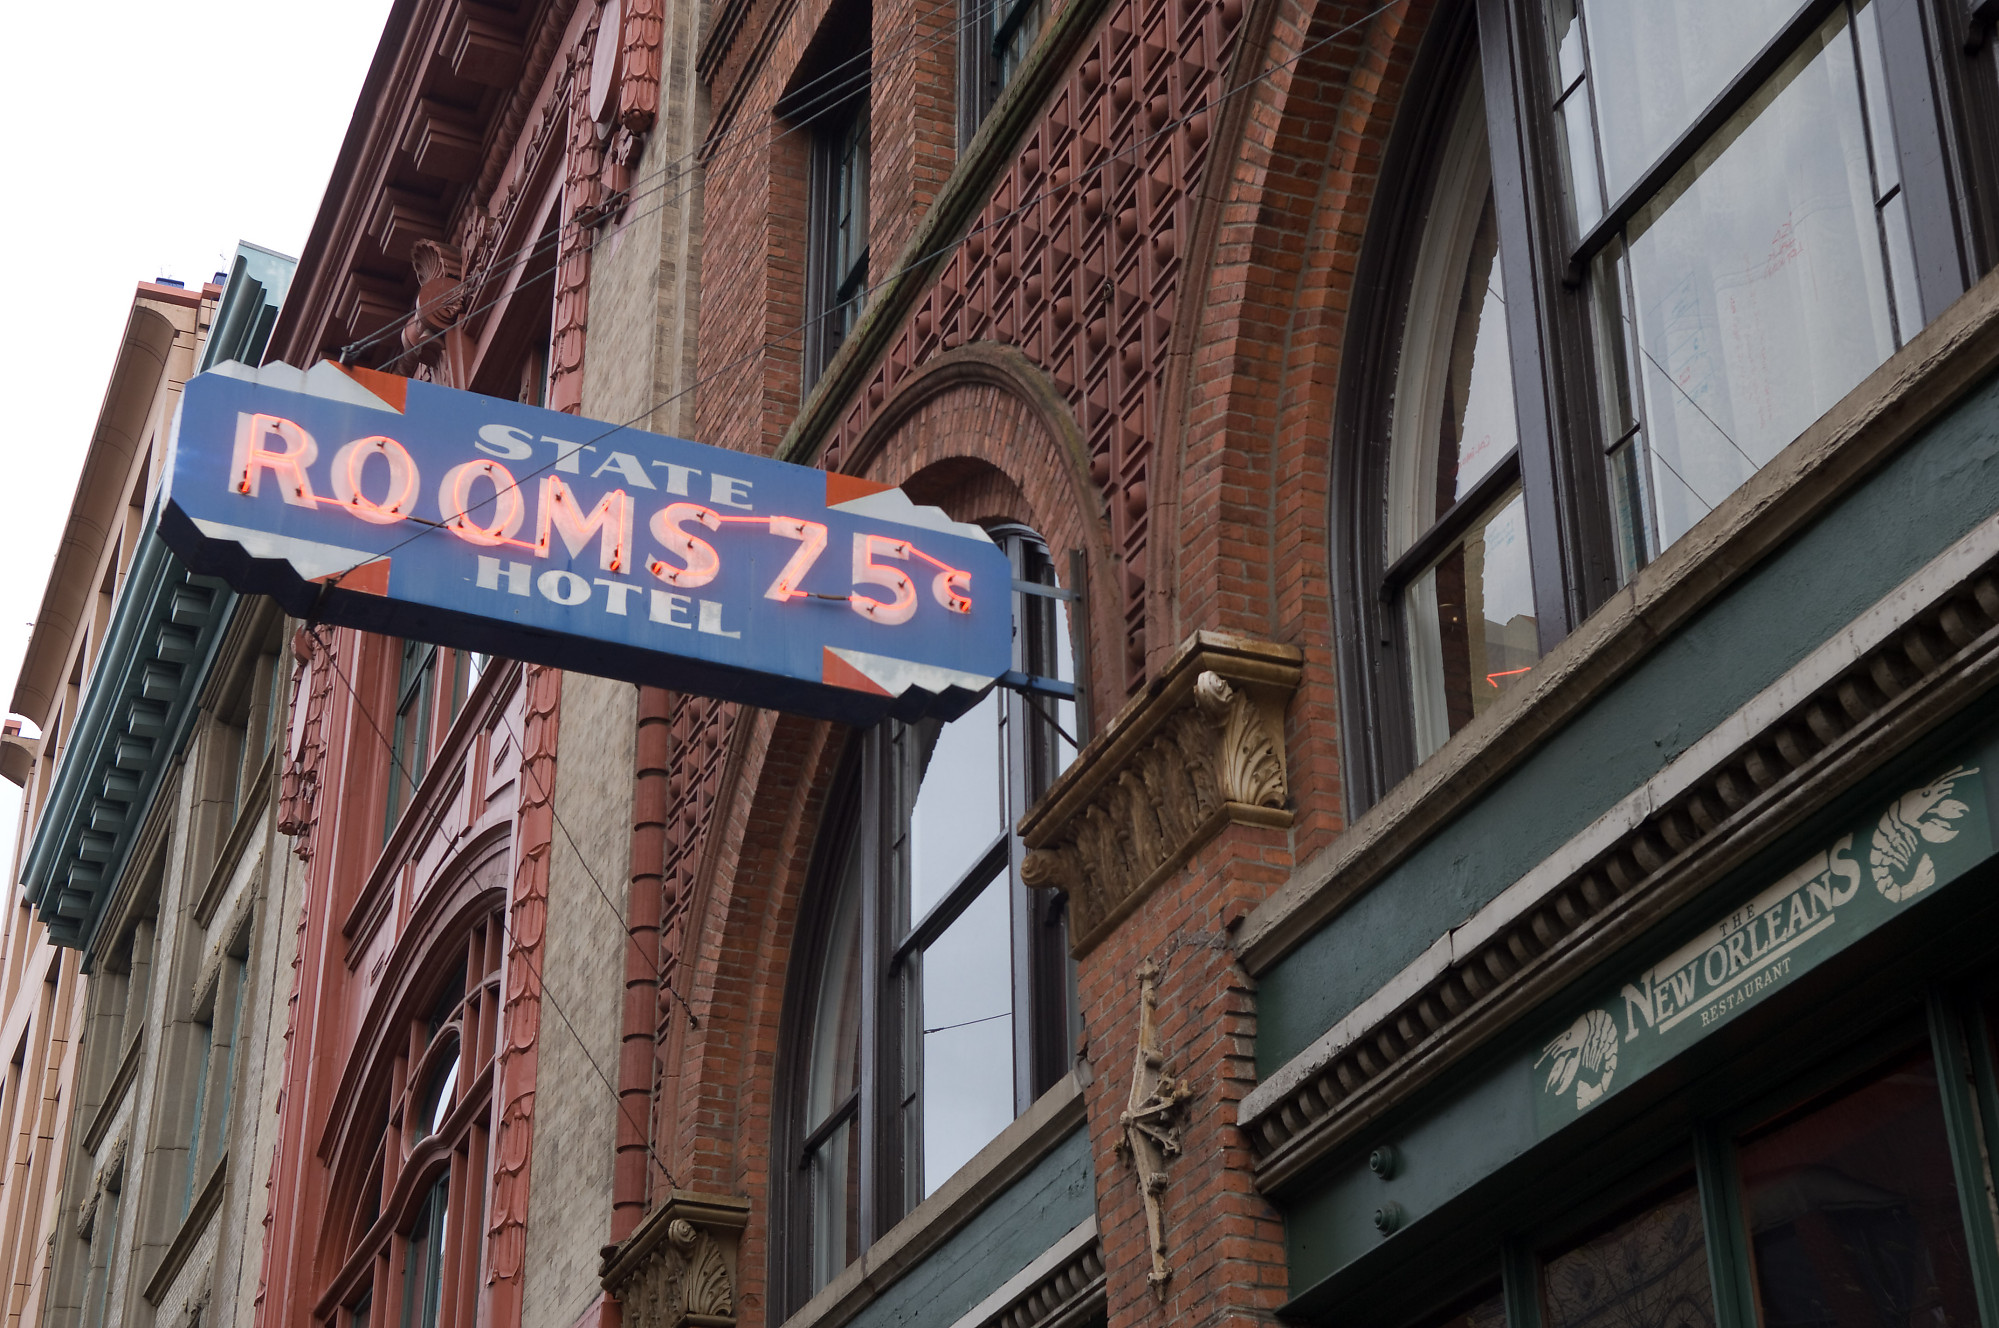 STATE
ROOMS 75¢
HOTEL
THE
NEW ORLEANS
RESTAURANT